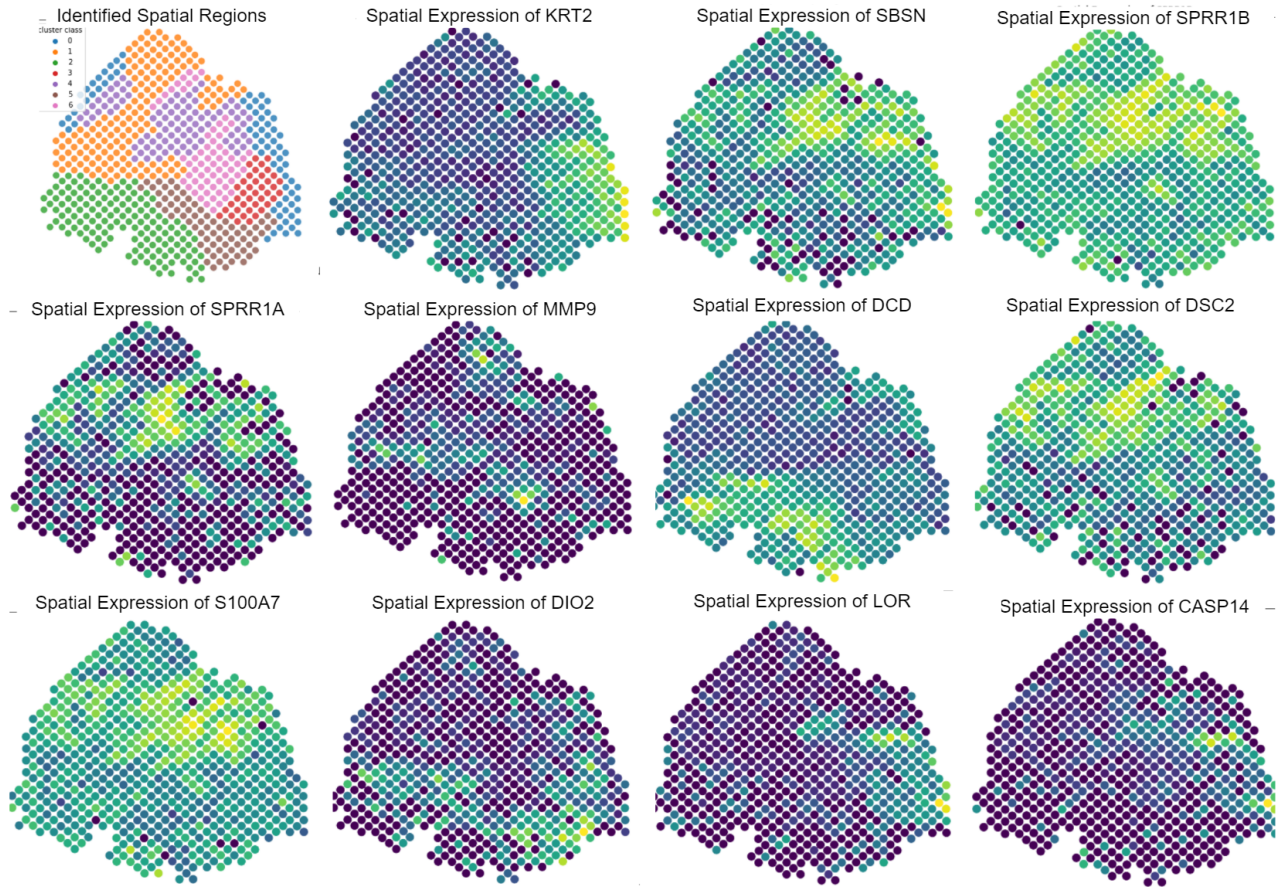 Identified Spatial Regions
Spatial Expression of KRT2
Spatial Expression of SBSN
Spatial Expression of SPRR1B
cluster class
0
1
2
3
4
5
6
Spatial Expression of SPRR1A
Spatial Expression of MMP9
Spatial Expression of DCD
Spatial Expression of DSC2
Spatial Expression of S100A7
Spatial Expression of DIO2
Spatial Expression of LOR
Spatial Expression of CASP14